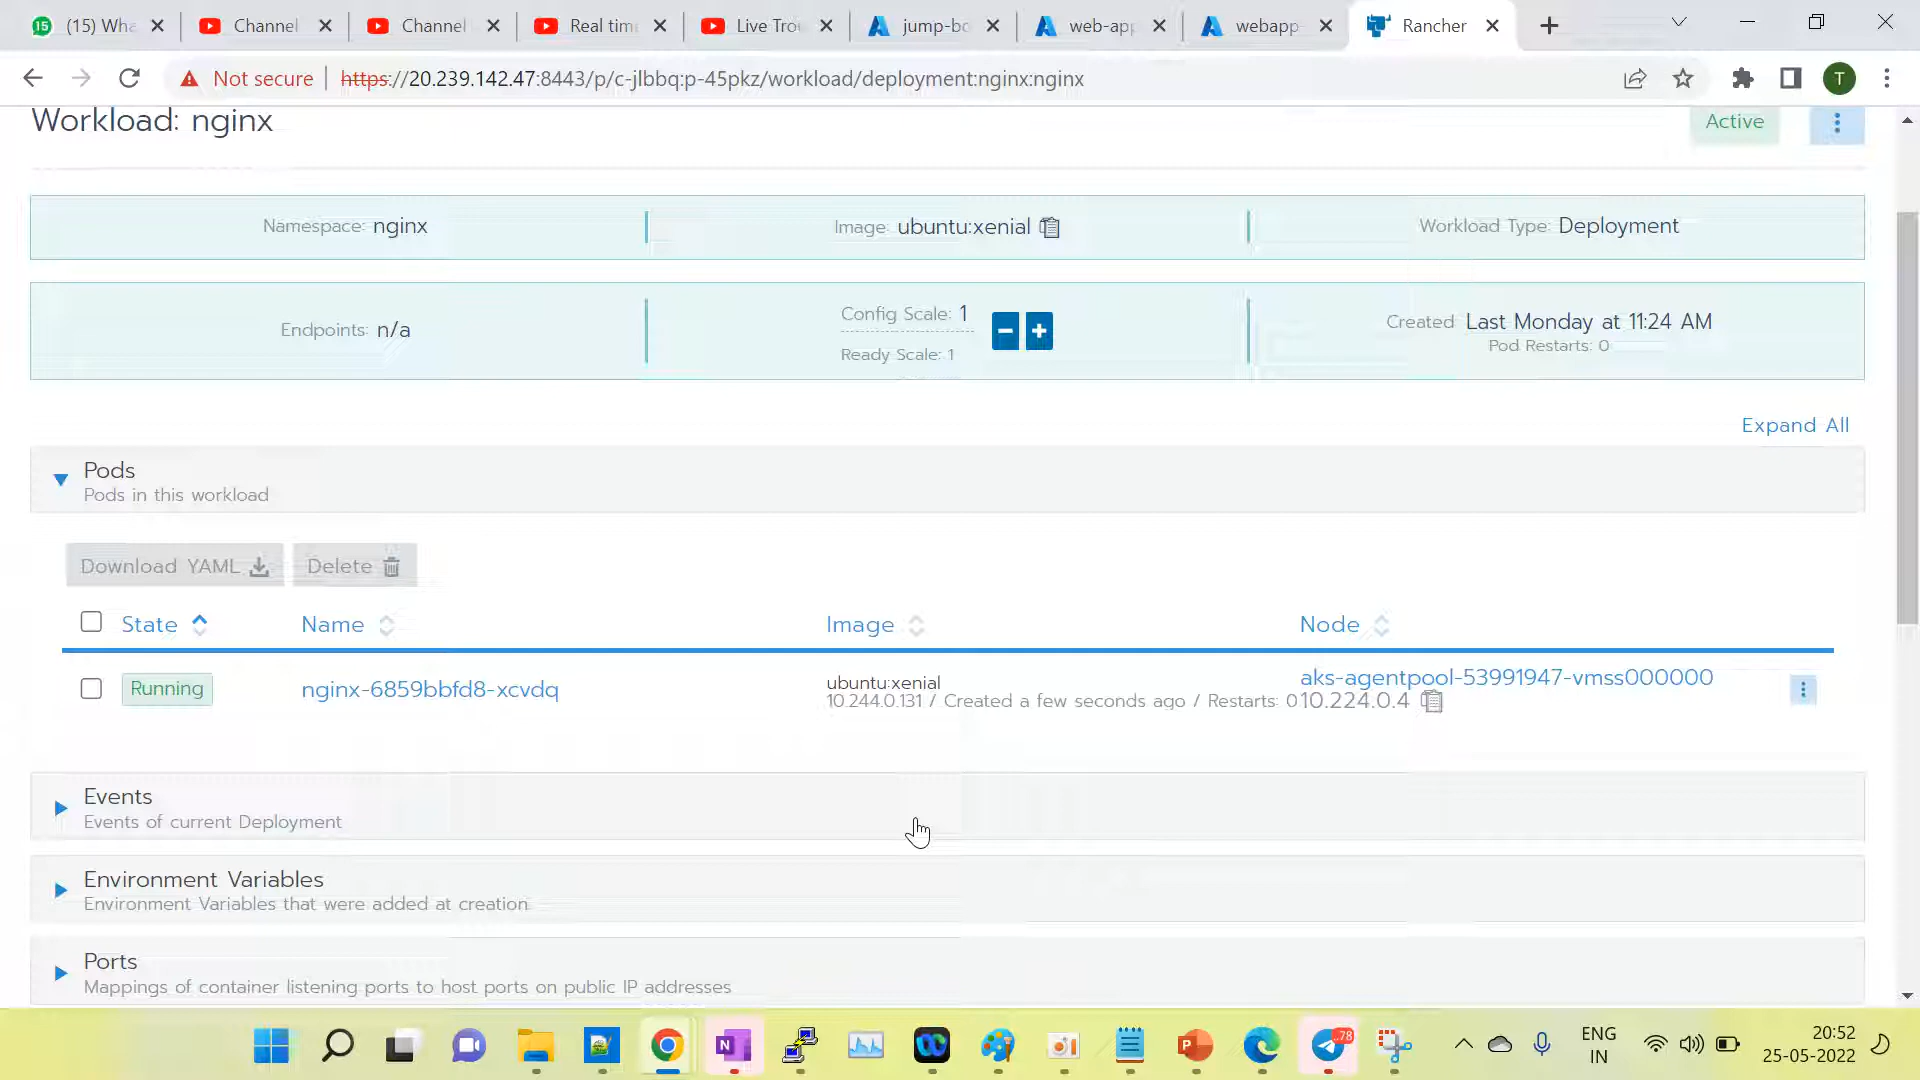 (15) Wha
Channel
Channel
Real time
Live Trou
jump-bo
web-app
webapp
Rancher
Not secure
https://20.239.142.47:8443/p/c-jlbbq:p-45pkz/workload/deployment:nginx:nginx
T
Workload: nginx
Active
Namespace: nginx
Image: ubuntu:xenial
Workload Type: Deployment
Endpoints: n/a
Config Scale: 1
Ready Scale: 1
Created Last Monday at 11:24 AM
Pod Restarts: 0
Expand All
Pods
Pods in this workload
Download YAML
Delete
State
Name
Image
Node
Running
nginx-6859bbfd8-xcvdq
ubuntu:xenial
10.244.0.131 / Created a few seconds ago / Restarts: 0
aks-agentpool-53991947-vmss000000
10.224.0.4
Events
Events of current Deployment
Environment Variables
Environment Variables that were added at creation
Ports
Mappings of container listening ports to host ports on public IP addresses
78
ENG
IN
20:52
25-05-2022